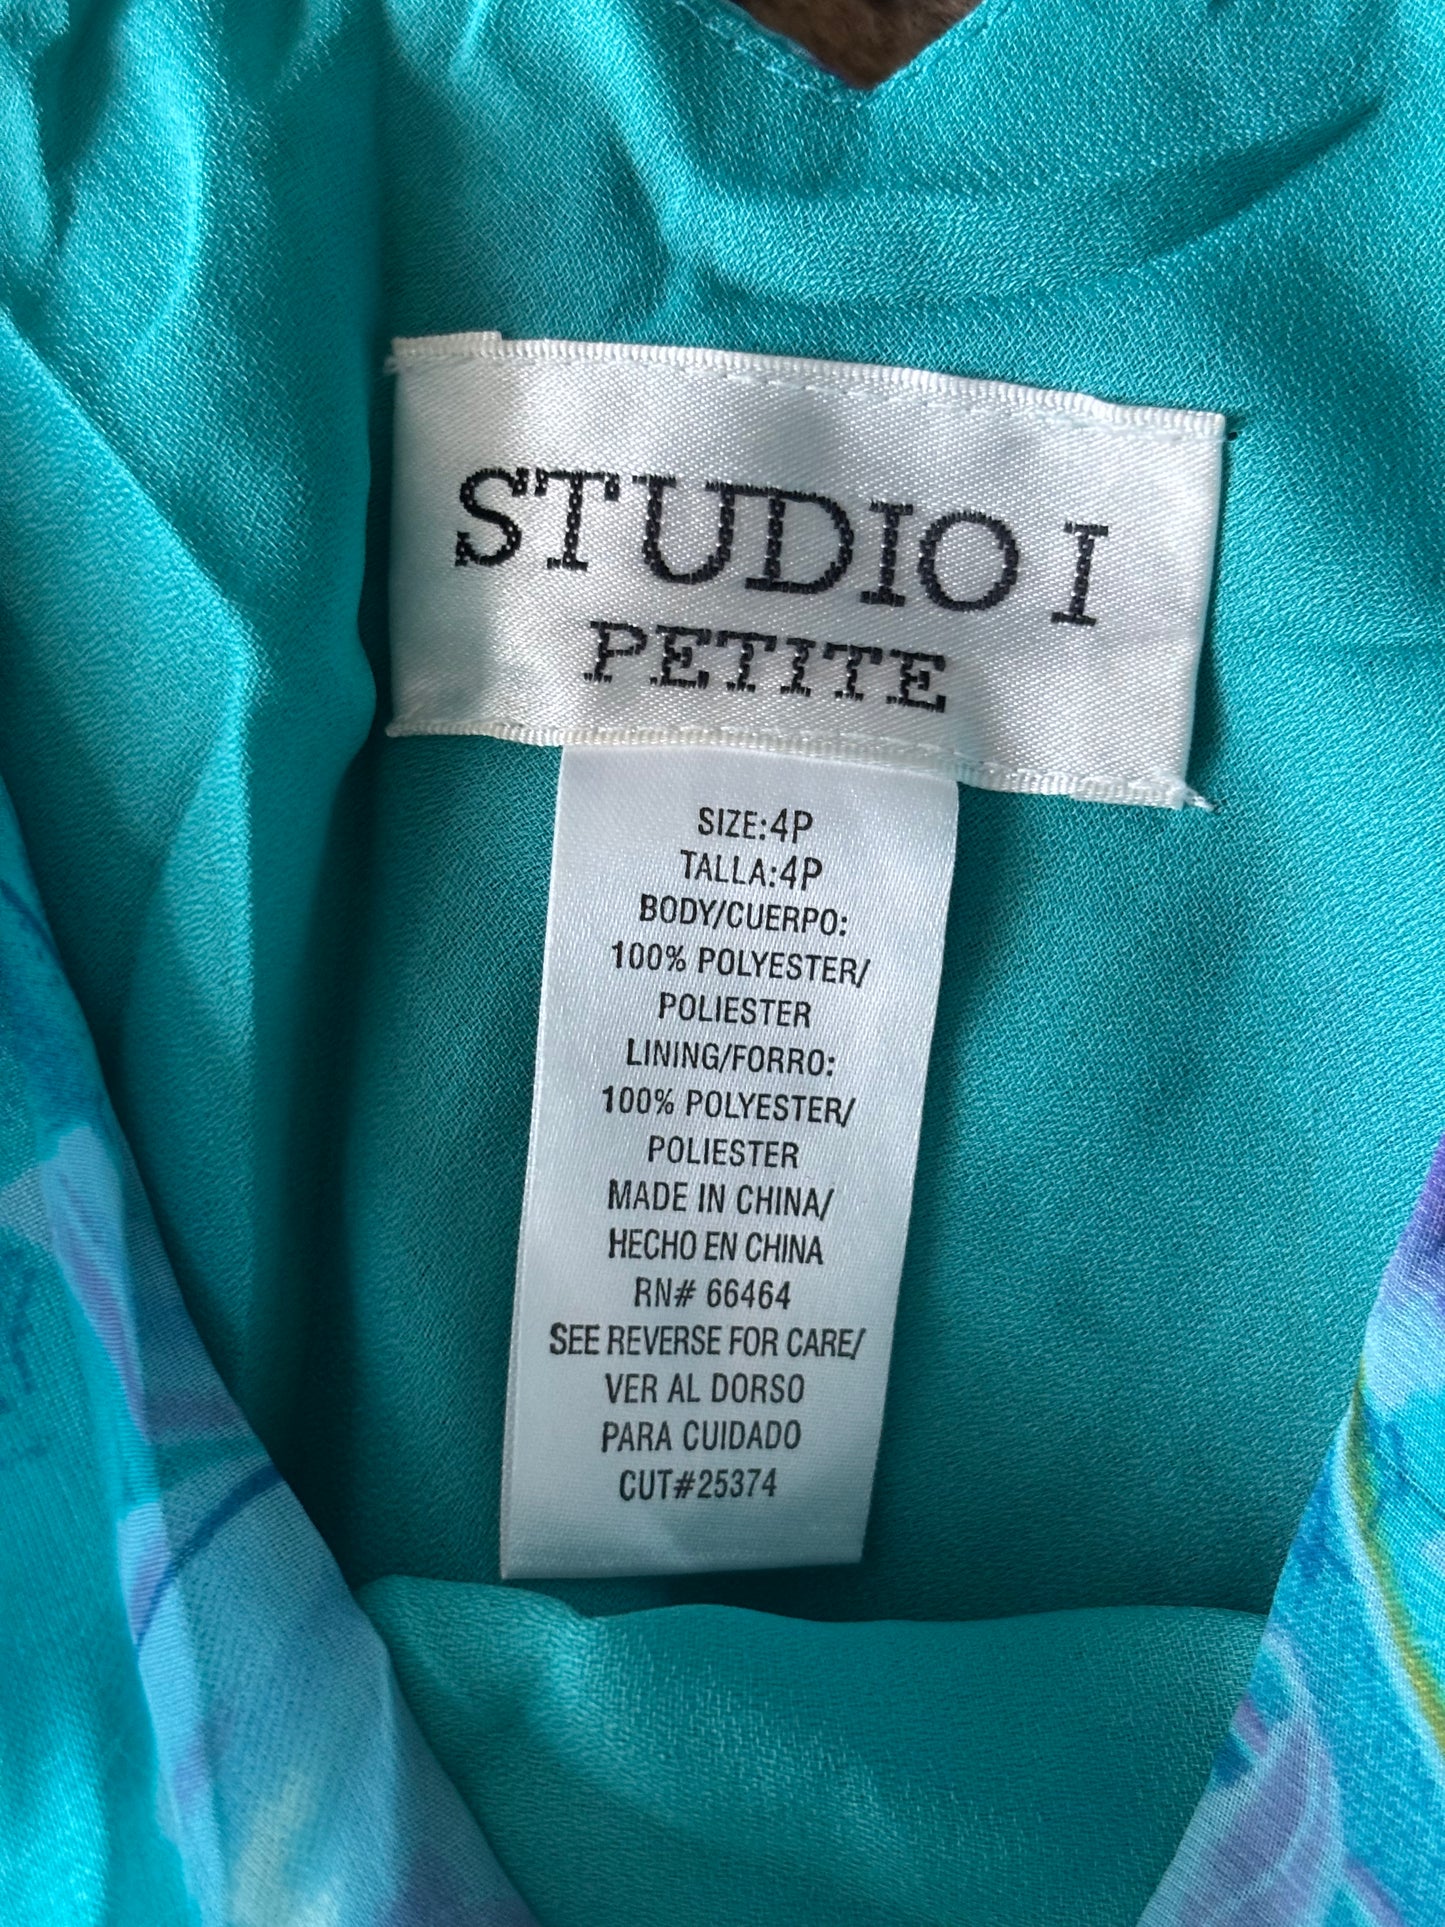 STUDIO I
PETITE
SIZE:4P
TALLA:4P
BODY/CUERPO:
100% POLYESTER/
POLIESTER
LINING/FORRO:
100% POLYESTER/
POLIESTER
MADE IN CHINA/
HECHO EN CHINA
RN# 66464
SEE REVERSE FOR CARE/
VER AL DORSO
PARA CUIDADO
CUT#25374